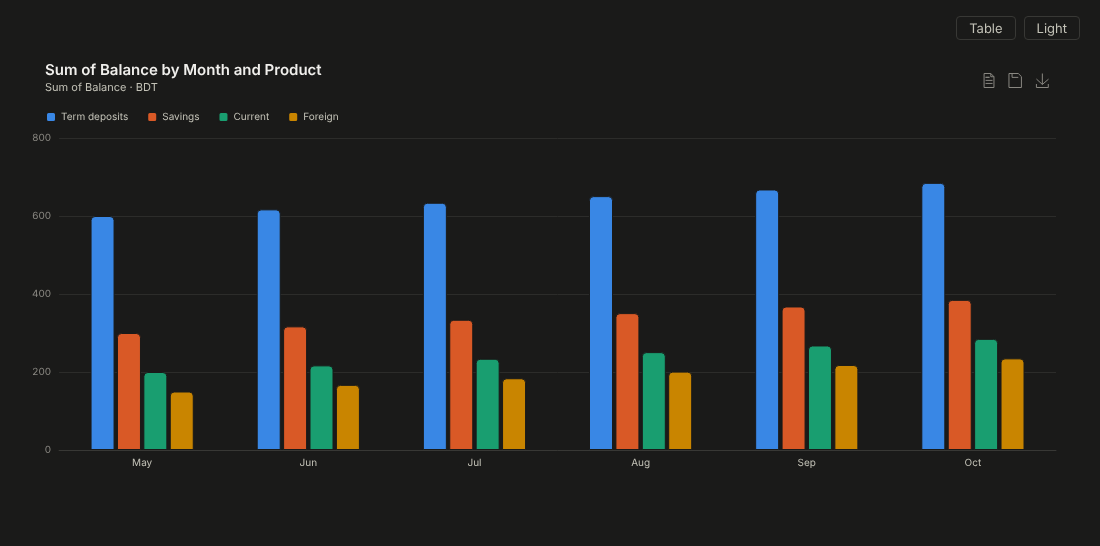 Table Light
Sum of Balance by Month and Product
Sum of Balance · BDT
Term deposits Savings Current Foreign
800
600
400
200
0
May Jun Jul Aug Sep Oct